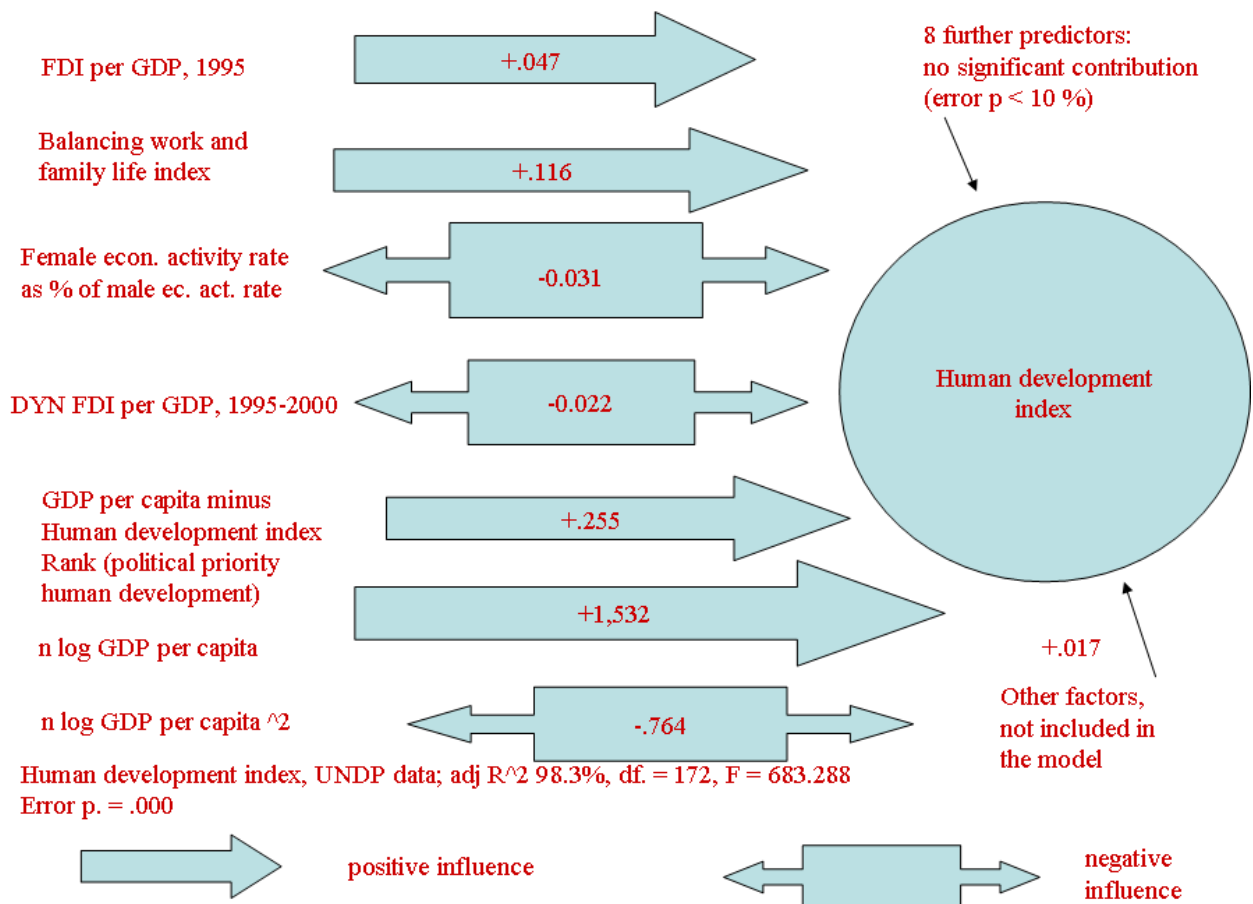 FDI per GDP, 1995
+.047
8 further predictors:
no significant contribution
(error p < 10 %)
Balancing work and
family life index
+.116
Female econ. activity rate
as % of male ec. act. rate
-0.031
DYN FDI per GDP, 1995-2000
-0.022
Human development
index
GDP per capita minus
Human development index
Rank (political priority
human development)
+.255
n log GDP per capita
+1,532
n log GDP per capita ^2
-.764
+.017
Other factors,
not included in
the model
Human development index, UNDP data; adj R^2 98.3%, df. = 172, F = 683.288
Error p. = .000
positive influence
negative
influence